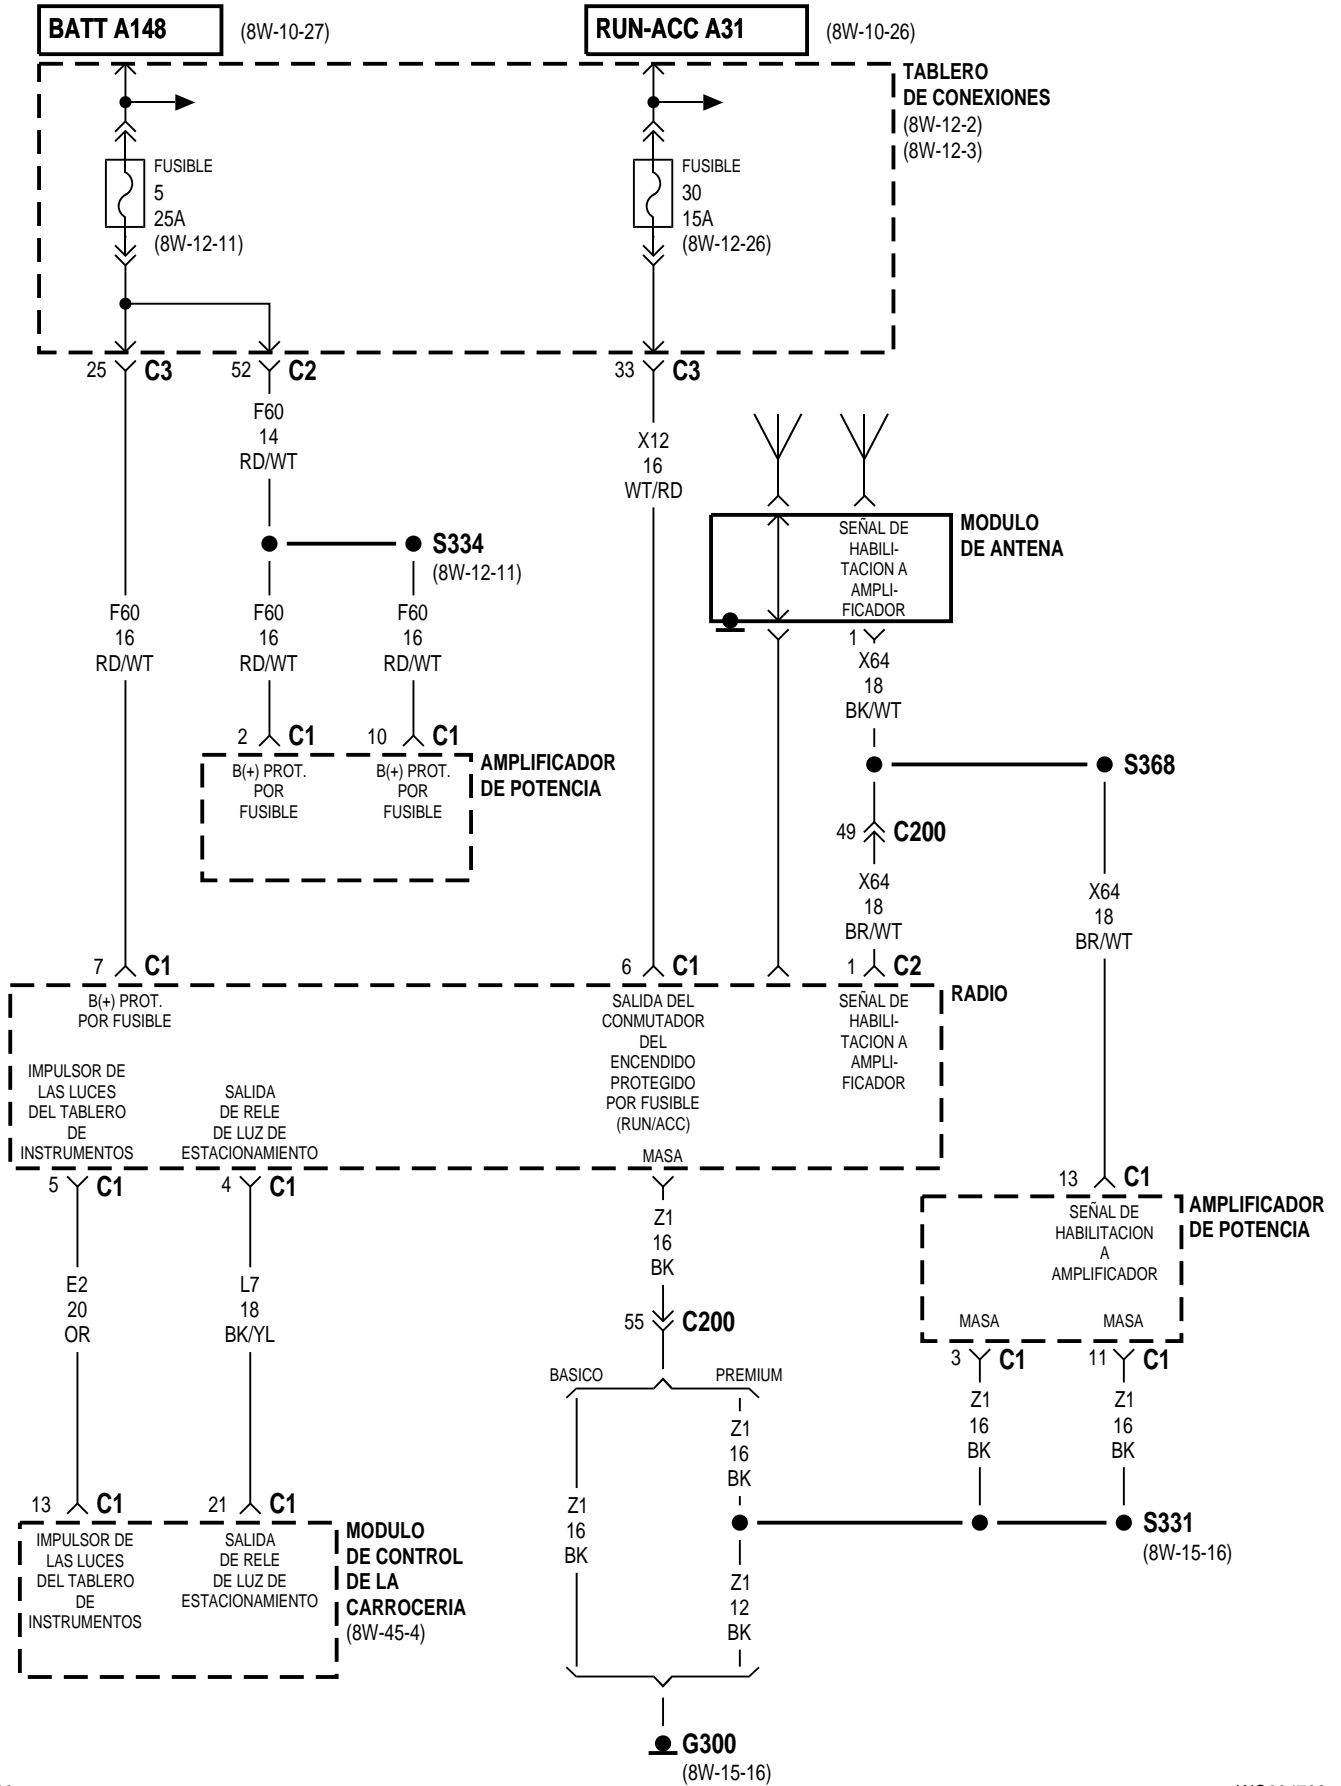 BATT A148
(8W-10-27)
RUN-ACC A31
(8W-10-26)
TABLERO
DE CONEXIONES
(8W-12-2)
(8W-12-3)
FUSIBLE
5
25A
(8W-12-11)
FUSIBLE
30
15A
(8W-12-26)
25 C3
52 C2
33 C3
F60
14
RD/WT
X12
16
WT/RD
S334
(8W-12-11)
MODULO
DE ANTENA
SEÑAL DE
HABILI-
TACION A
AMPLI-
FICADOR
F60
16
RD/WT
F60
16
RD/WT
F60
16
RD/WT
1
X64
18
BK/WT
2 C1
10 C1
AMPLIFICADOR
DE POTENCIA
B(+) PROT.
POR
FUSIBLE
B(+) PROT.
POR
FUSIBLE
S368
49 C200
X64
18
BR/WT
X64
18
BR/WT
7 C1
6 C1
1 C2
RADIO
B(+) PROT.
POR FUSIBLE
SALIDA DEL
CONMUTADOR
DEL
ENCENDIDO
PROTEGIDO
POR FUSIBLE
(RUN/ACC)
SEÑAL DE
HABILI-
TACION A
AMPLI-
FICADOR
IMPULSOR DE
LAS LUCES
DEL TABLERO
DE
INSTRUMENTOS
SALIDA
DE RELE
DE LUZ DE
ESTACIONAMIENTO
MASA
5 C1
4 C1
13 C1
AMPLIFICADOR
DE POTENCIA
SEÑAL DE
HABILITACION
A
AMPLIFICADOR
MASA
MASA
Z1
16
BK
E2
20
OR
L7
18
BK/YL
55 C200
3 C1
11 C1
BASICO
PREMIUM
Z1
16
BK
Z1
16
BK
Z1
16
BK
Z1
16
BK
13 C1
21 C1
S331
(8W-15-16)
MODULO
DE CONTROL
DE LA
CARROCERIA
(8W-45-4)
IMPULSOR DE
LAS LUCES
DEL TABLERO
DE
INSTRUMENTOS
SALIDA
DE RELE
DE LUZ DE
ESTACIONAMIENTO
Z1
12
BK
G300
(8W-15-16)